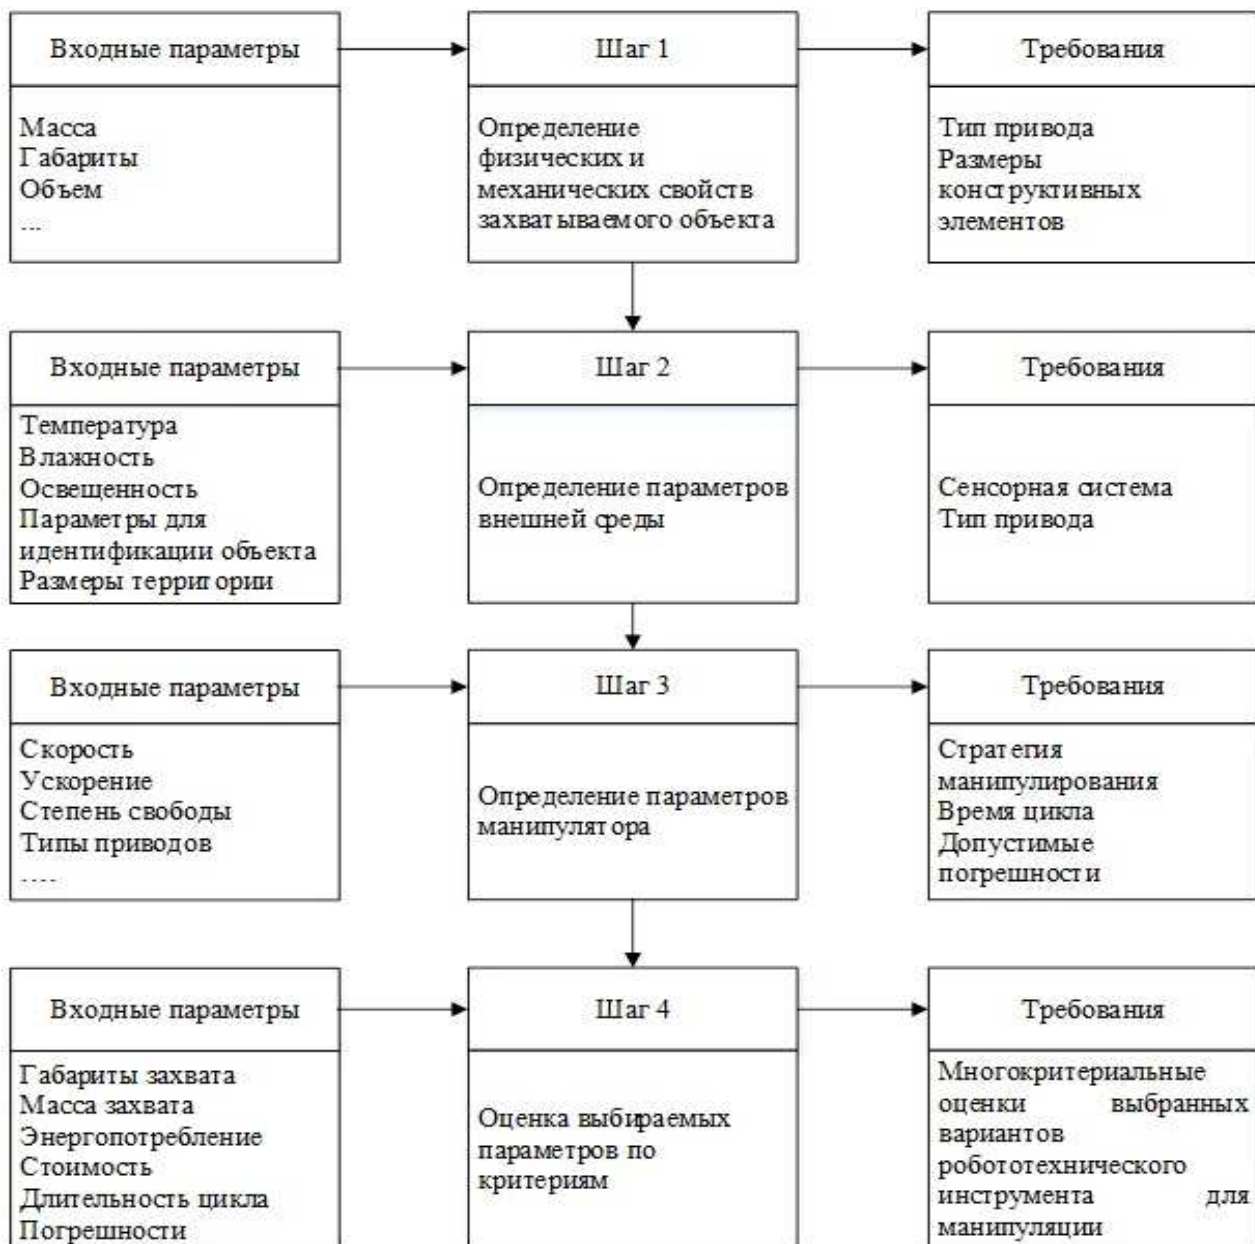 Входные параметры
Шаг 1
Требования
Масса
Габариты
Объем
...
Определение
физических и
механических свойств
захватываемого объекта
Тип привода
Размеры
конструктивных
элементов
Входные параметры
Шаг 2
Требования
Температура
Влажность
Освещенность
Параметры для
идентификации объекта
Размеры территории
Определение параметров
внешней среды
Сенсорная система
Тип привода
Входные параметры
Шаг 3
Требования
Скорость
Ускорение
Степень свободы
Типы приводов
....
Определение параметров
манипулятора
Стратегия
манипулирования
Время цикла
Допустимые
погрешности
Входные параметры
Шаг 4
Требования
Габариты захвата
Масса захвата
Энергопотребление
Стоимость
Длительность цикла
Погрешности
Оценка выбираемых
параметров по
критериям
Многокритериальные
оценки выбранных
вариантов
робототехнического
инструмента для
манипуляции